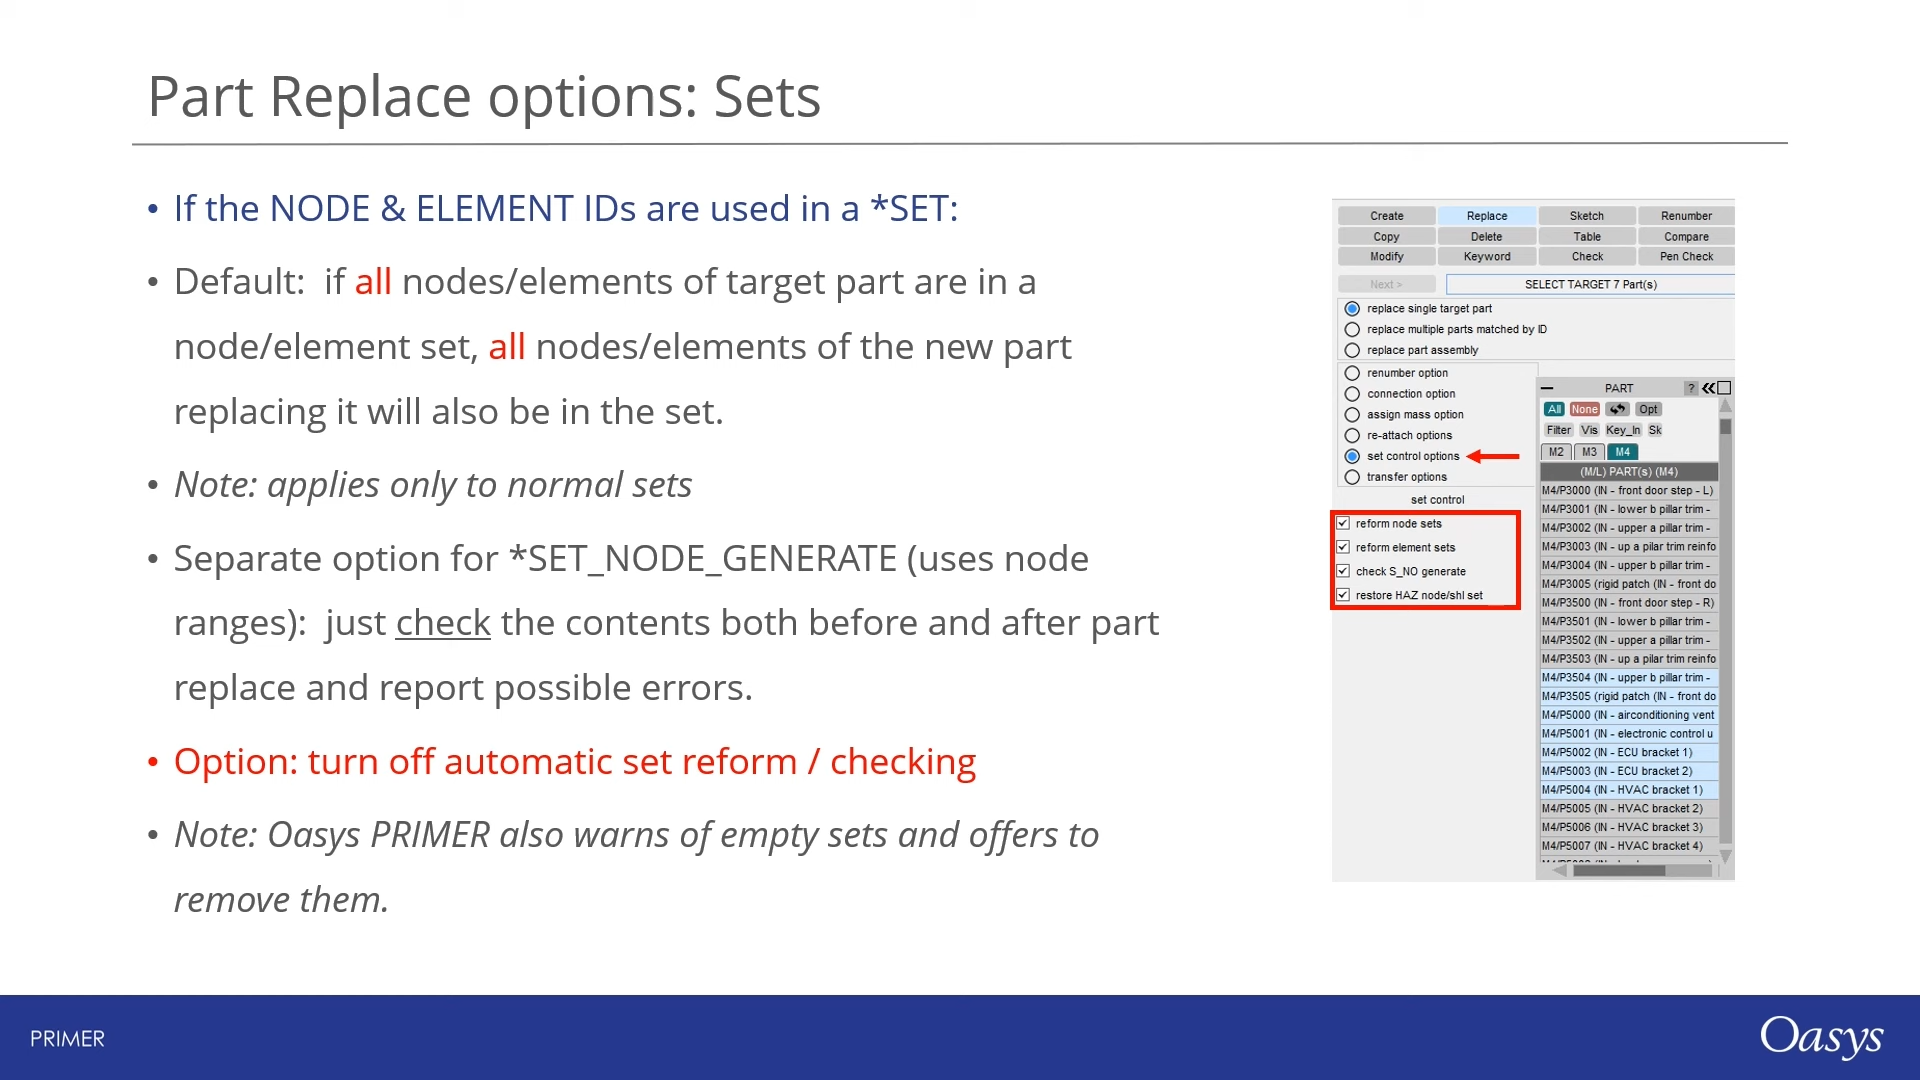 Part Replace options: Sets
• If the NODE & ELEMENT IDs are used in a *SET:
• Default:  if all nodes/elements of target part are in a
node/element set, all nodes/elements of the new part
replacing it will also be in the set.
• Note: applies only to normal sets
• Separate option for *SET_NODE_GENERATE (uses node
ranges):  just check the contents both before and after part
replace and report possible errors.
• Option: turn off automatic set reform / checking
• Note: Oasys PRIMER also warns of empty sets and offers to
remove them.
Create Replace Sketch Renumber
Copy Delete Table Compare
Modify Keyword Check Pen Check
Next > SELECT TARGET 7 Part(s)
replace single target part
replace multiple parts matched by ID
replace part assembly
renumber option
connection option
assign mass option
re-attach options
set control options
transfer options
set control
reform node sets
reform element sets
check S_NO generate
restore HAZ node/shl set
PART ?
All None Opt
Filter Vis Key_In Sk
M2 M3 M4
(M/L) PART(s) (M4)
M4/P3000 (IN - front door step - L)
M4/P3001 (IN - lower b pillar trim -
M4/P3002 (IN - upper a pillar trim -
M4/P3003 (IN - up a pilar trim reinfo
M4/P3004 (IN - upper b pillar trim -
M4/P3005 (rigid patch (IN - front do
M4/P3500 (IN - front door step - R)
M4/P3501 (IN - lower b pillar trim -
M4/P3502 (IN - upper a pillar trim -
M4/P3503 (IN - up a pilar trim reinfo
M4/P3504 (IN - upper b pillar trim -
M4/P3505 (rigid patch (IN - front do
M4/P5000 (IN - airconditioning vent
M4/P5001 (IN - electronic control u
M4/P5002 (IN - ECU bracket 1)
M4/P5003 (IN - ECU bracket 2)
M4/P5004 (IN - HVAC bracket 1)
M4/P5005 (IN - HVAC bracket 2)
M4/P5006 (IN - HVAC bracket 3)
M4/P5007 (IN - HVAC bracket 4)
PRIMER
Oasys